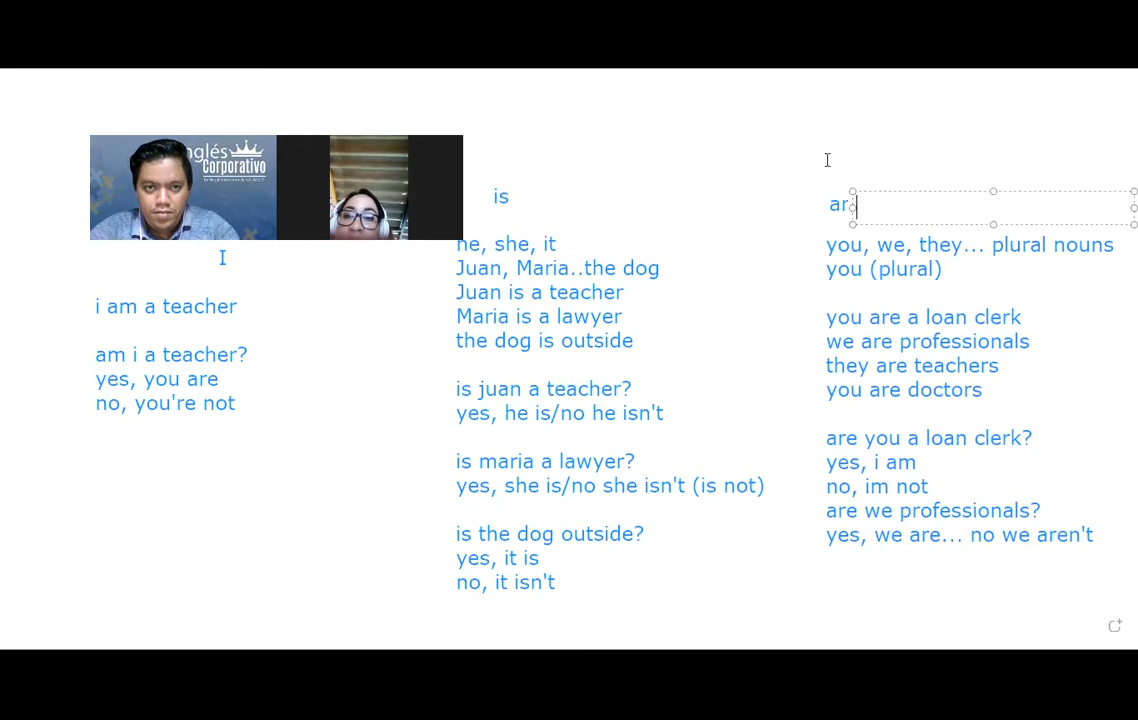 Inglés
Corporativo
I
i am a teacher
am i a teacher?
yes, you are
no, you're not
is
he, she, it
Juan, Maria..the dog
Juan is a teacher
Maria is a lawyer
the dog is outside
is juan a teacher?
yes, he is/no he isn't
is maria a lawyer?
yes, she is/no she isn't (is not)
is the dog outside?
yes, it is
no, it isn't
ar
you, we, they... plural nouns
you (plural)
you are a loan clerk
we are professionals
they are teachers
you are doctors
are you a loan clerk?
yes, i am
no, im not
are we professionals?
yes, we are... no we aren't